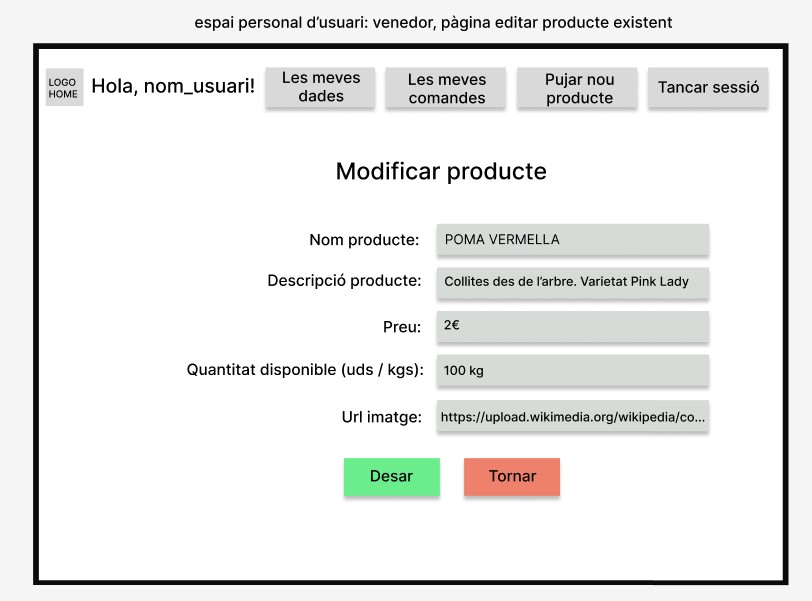 espai personal d'usuari: venedor, pàgina editar producte existent
LOGO
HOME
Hola, nom_usuari!
Les meves
dades
Les meves
comandes
Pujar nou
producte
Tancar sessió
Modificar producte
Nom producte: POMA VERMELLA
Descripció producte: Collites des de l'arbre. Varietat Pink Lady
Preu: 2€
Quantitat disponible (uds / kgs): 100 kg
Url imatge: https://upload.wikimedia.org/wikipedia/co...
Desar Tornar